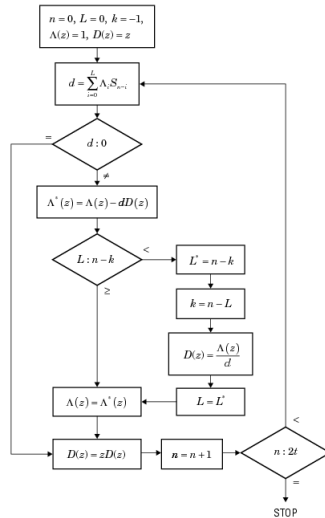 n = 0, L = 0, k = −1,
Λ(z) = 1, D(z) = z
d = ∑_{i=0}^{L} Λ_i S_{n−i}
=
d : 0
≠
Λ*(z) = Λ(z) − dD(z)
<
L : n − k
L* = n − k
≥
k = n − L
D(z) = Λ(z)/d
Λ(z) = Λ*(z)
L = L*
<
D(z) = zD(z)
n = n + 1
n : 2t
=
STOP